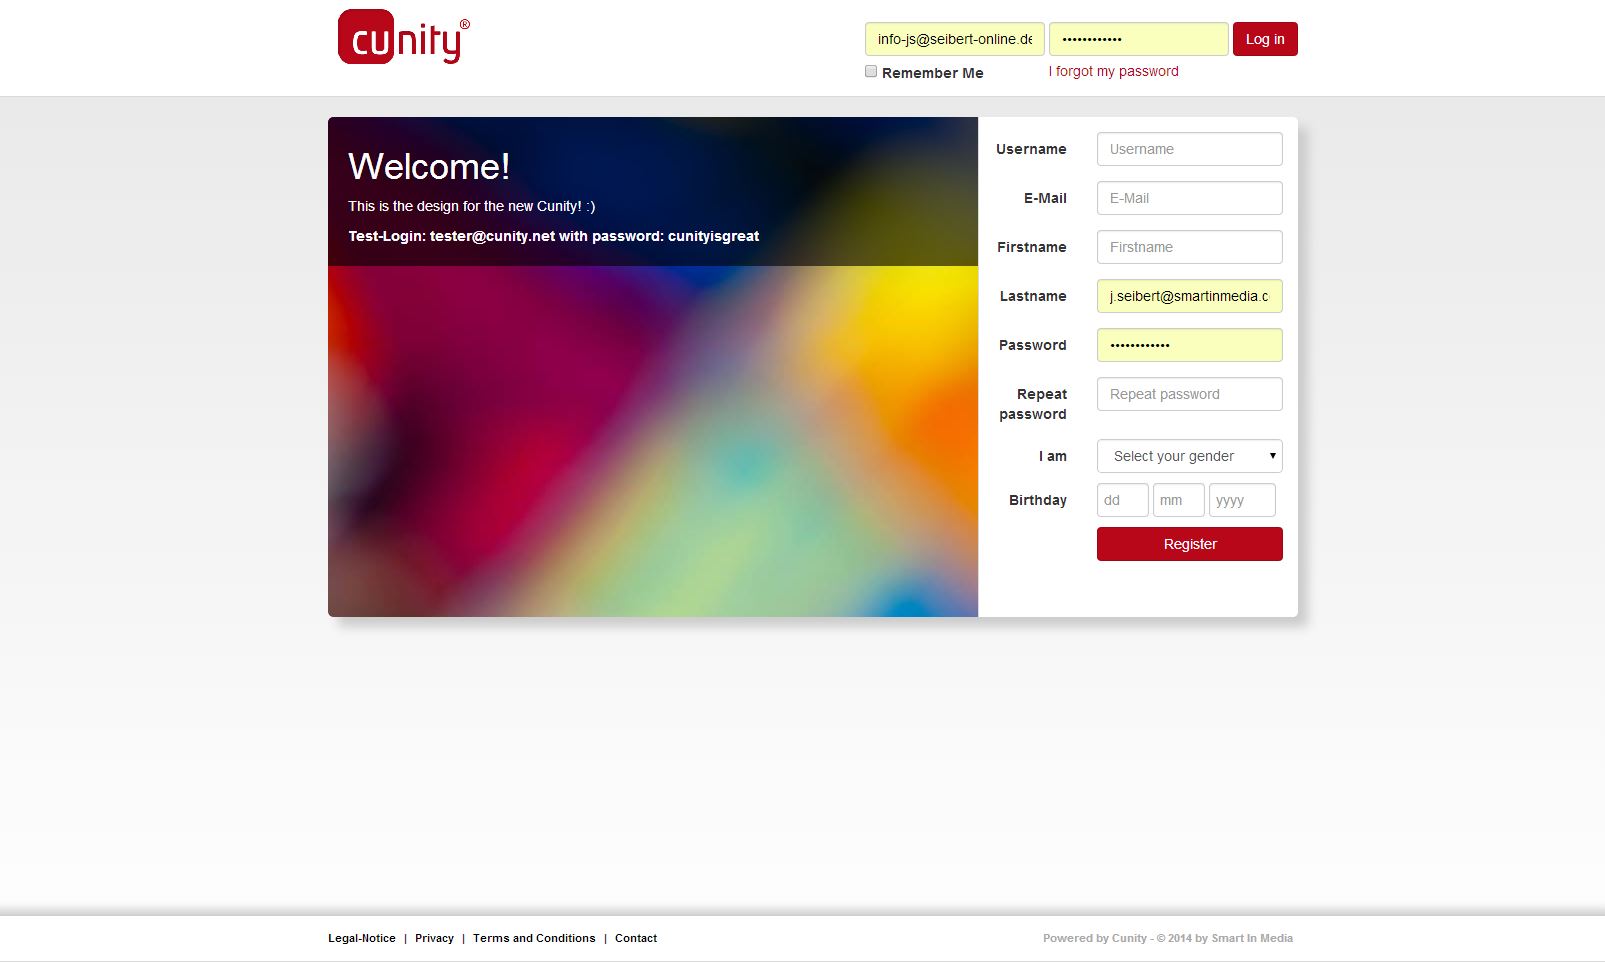 cunity®
info-js@seibert-online.de
•••••••••••• 
Log in
Remember Me
I forgot my password
Welcome!
This is the design for the new Cunity! :)
Test-Login: tester@cunity.net with password: cunityisgreat
Username Username
E-Mail E-Mail
Firstname Firstname
Lastname j.seibert@smartinmedia.c
Password ••••••••••••
Repeat password Repeat password
I am Select your gender
Birthday dd mm yyyy
Register
Legal-Notice | Privacy | Terms and Conditions | Contact
Powered by Cunity - © 2014 by Smart In Media